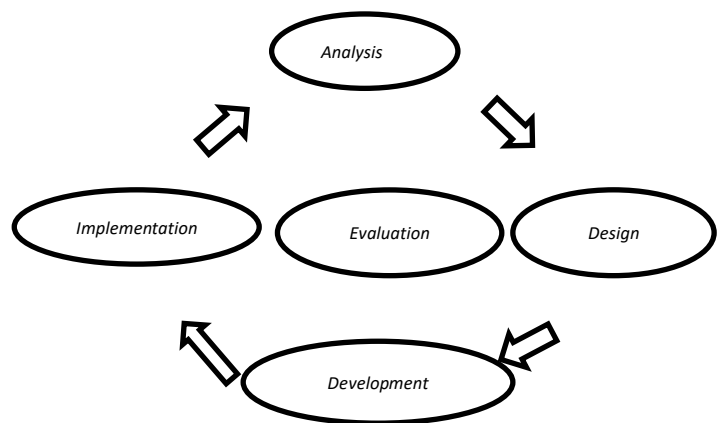 Analysis
Implementation
Evaluation
Design
Development